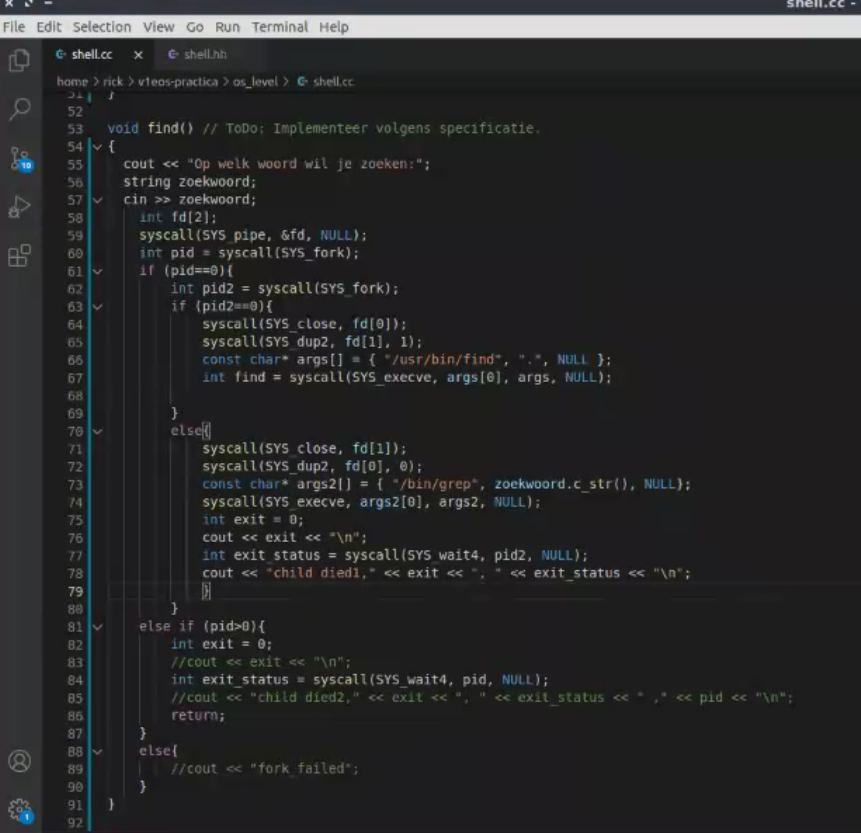 shell.cc -
File Edit Selection View Go Run Terminal Help
shell.cc × shell.hh
home > rick > v1eos-practica > os_level > shell.cc
51 }
52
53 void find() // ToDo: Implementeer volgens specificatie.
54 {
55 cout << "Op welk woord wil je zoeken:";
56 string zoekwoord;
57 cin >> zoekwoord;
58 int fd[2];
59 syscall(SYS_pipe, &fd, NULL);
60 int pid = syscall(SYS_fork);
61 if (pid==0){
62 int pid2 = syscall(SYS_fork);
63 if (pid2==0){
64 syscall(SYS_close, fd[0]);
65 syscall(SYS_dup2, fd[1], 1);
66 const char* args[] = { "/usr/bin/find", ".", NULL };
67 int find = syscall(SYS_execve, args[0], args, NULL);
68
69 }
70 else{
71 syscall(SYS_close, fd[1]);
72 syscall(SYS_dup2, fd[0], 0);
73 const char* args2[] = { "/bin/grep", zoekwoord.c_str(), NULL};
74 syscall(SYS_execve, args2[0], args2, NULL);
75 int exit = 0;
76 cout << exit << "\n";
77 int exit_status = syscall(SYS_wait4, pid2, NULL);
78 cout << "child died1," << exit << ", " << exit_status << "\n";
79 }
80 }
81 else if (pid>0){
82 int exit = 0;
83 //cout << exit << "\n";
84 int exit_status = syscall(SYS_wait4, pid, NULL);
85 //cout << "child died2," << exit << ", " << exit_status << " ," << pid << "\n";
86 return;
87 }
88 else{
89 //cout << "fork_failed";
90 }
91 }
92
10
1